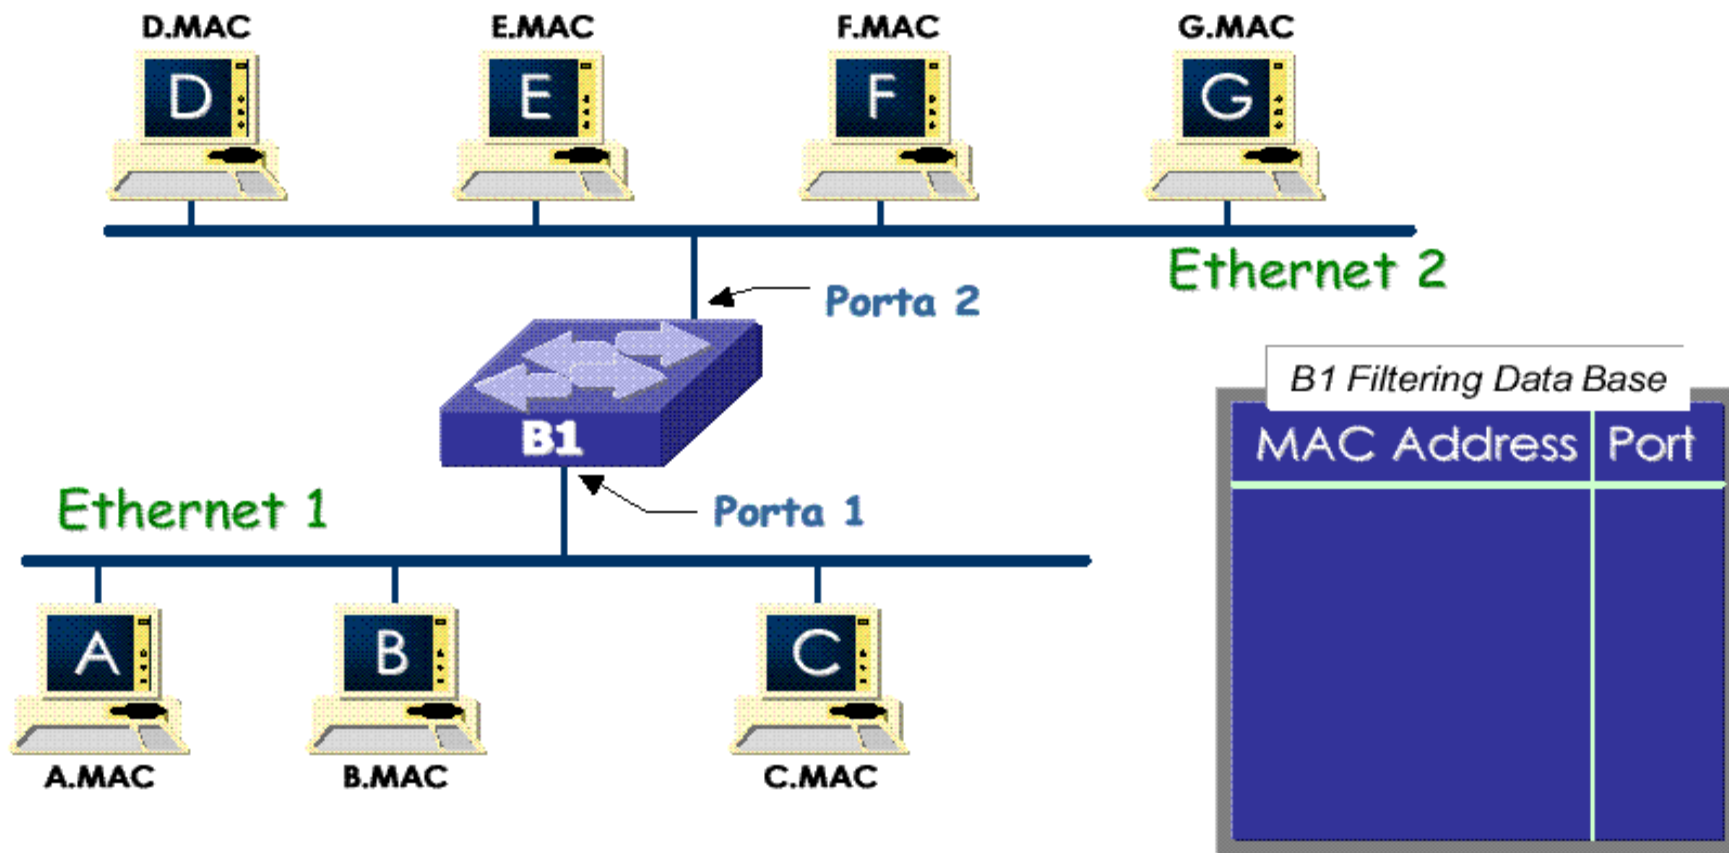 D.MAC
E.MAC
F.MAC
G.MAC
D
E
F
G
Ethernet 2
Porta 2
B1
Porta 1
Ethernet 1
A
B
C
A.MAC
B.MAC
C.MAC
B1 Filtering Data Base
MAC Address Port